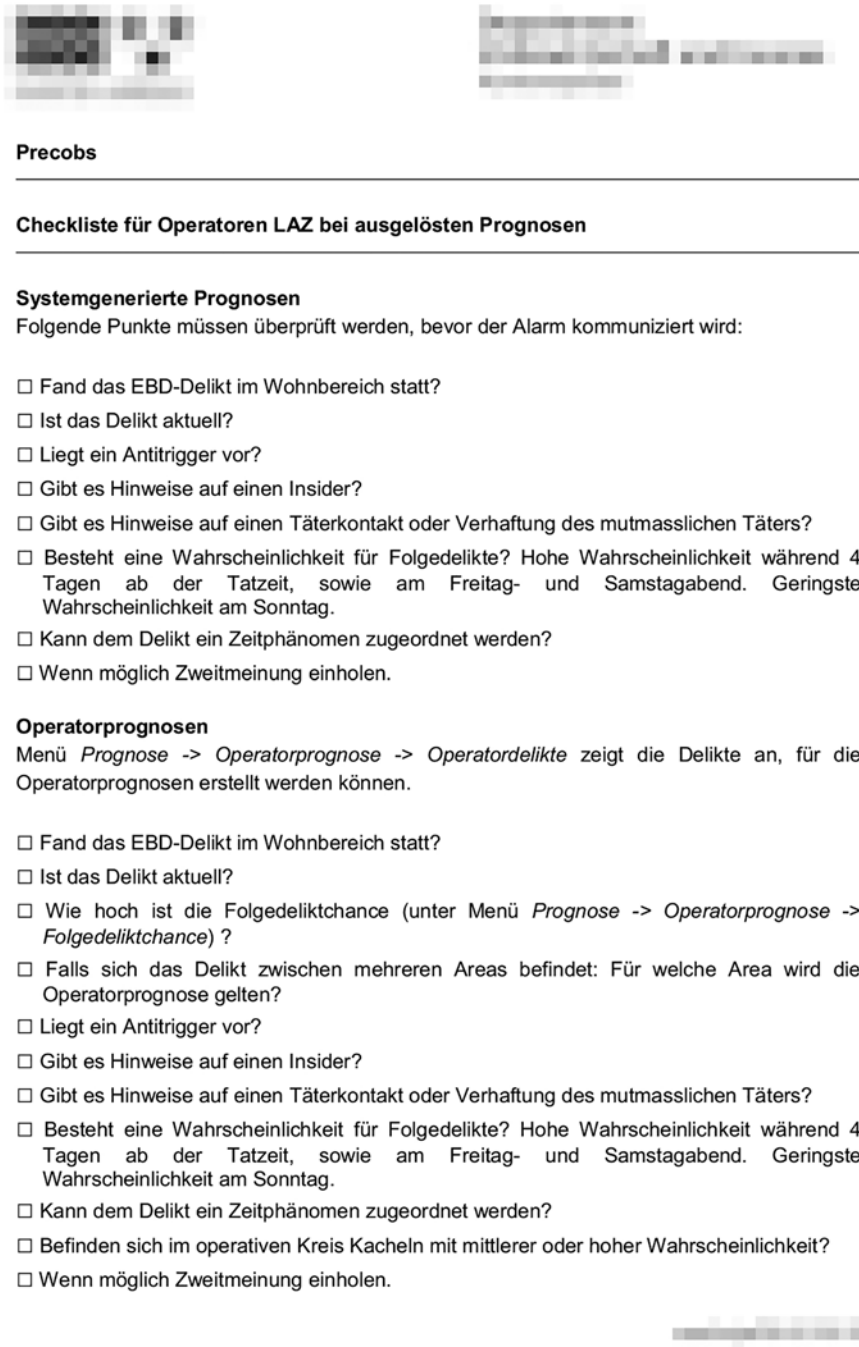 Precobs
Checkliste für Operatoren LAZ bei ausgelösten Prognosen
Systemgenerierte Prognosen
Folgende Punkte müssen überprüft werden, bevor der Alarm kommuniziert wird:
☐ Fand das EBD-Delikt im Wohnbereich statt?
☐ Ist das Delikt aktuell?
☐ Liegt ein Antitrigger vor?
☐ Gibt es Hinweise auf einen Insider?
☐ Gibt es Hinweise auf einen Täterkontakt oder Verhaftung des mutmasslichen Täters?
☐ Besteht eine Wahrscheinlichkeit für Folgedelikte? Hohe Wahrscheinlichkeit während 4
Tagen ab der Tatzeit, sowie am Freitag- und Samstagabend. Geringste
Wahrscheinlichkeit am Sonntag.
☐ Kann dem Delikt ein Zeitphänomen zugeordnet werden?
☐ Wenn möglich Zweitmeinung einholen.
Operatorprognosen
Menü Prognose -> Operatorprognose -> Operatordelikte zeigt die Delikte an, für die
Operatorprognosen erstellt werden können.
☐ Fand das EBD-Delikt im Wohnbereich statt?
☐ Ist das Delikt aktuell?
☐ Wie hoch ist die Folgedeliktchance (unter Menü Prognose -> Operatorprognose ->
Folgedeliktchance) ?
☐ Falls sich das Delikt zwischen mehreren Areas befindet: Für welche Area wird die
Operatorprognose gelten?
☐ Liegt ein Antitrigger vor?
☐ Gibt es Hinweise auf einen Insider?
☐ Gibt es Hinweise auf einen Täterkontakt oder Verhaftung des mutmasslichen Täters?
☐ Besteht eine Wahrscheinlichkeit für Folgedelikte? Hohe Wahrscheinlichkeit während 4
Tagen ab der Tatzeit, sowie am Freitag- und Samstagabend. Geringste
Wahrscheinlichkeit am Sonntag.
☐ Kann dem Delikt ein Zeitphänomen zugeordnet werden?
☐ Befinden sich im operativen Kreis Kacheln mit mittlerer oder hoher Wahrscheinlichkeit?
☐ Wenn möglich Zweitmeinung einholen.